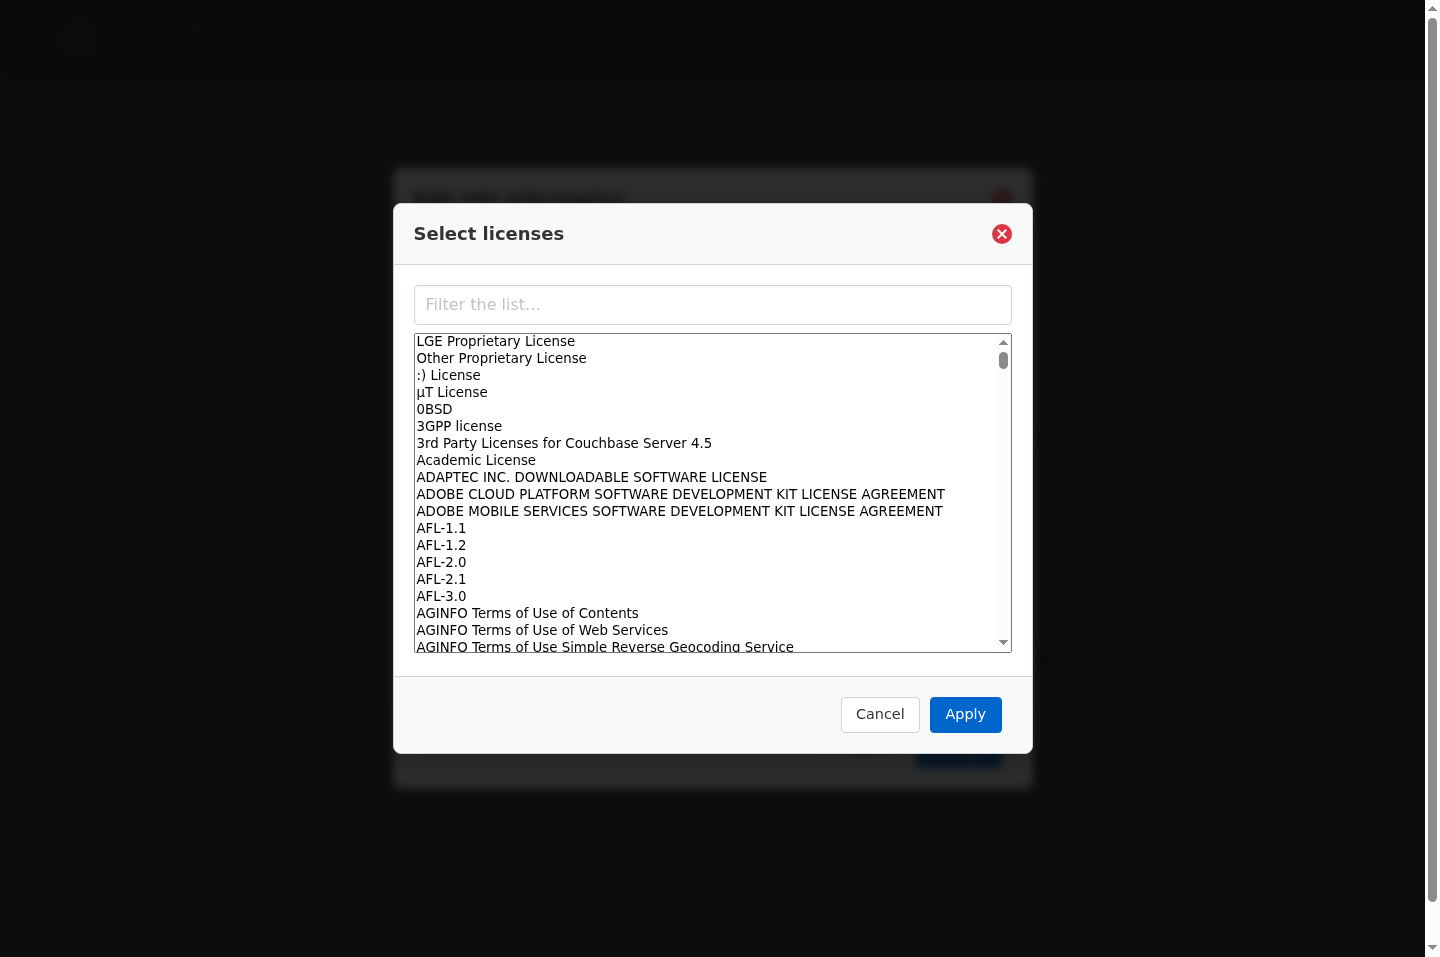 Select licenses
Filter the list...
LGE Proprietary License
Other Proprietary License
:) License
µT License
0BSD
3GPP license
3rd Party Licenses for Couchbase Server 4.5
Academic License
ADAPTEC INC. DOWNLOADABLE SOFTWARE LICENSE
ADOBE CLOUD PLATFORM SOFTWARE DEVELOPMENT KIT LICENSE AGREEMENT
ADOBE MOBILE SERVICES SOFTWARE DEVELOPMENT KIT LICENSE AGREEMENT
AFL-1.1
AFL-1.2
AFL-2.0
AFL-2.1
AFL-3.0
AGINFO Terms of Use of Contents
AGINFO Terms of Use of Web Services
AGINFO Terms of Use Simple Reverse Geocoding Service
Cancel Apply